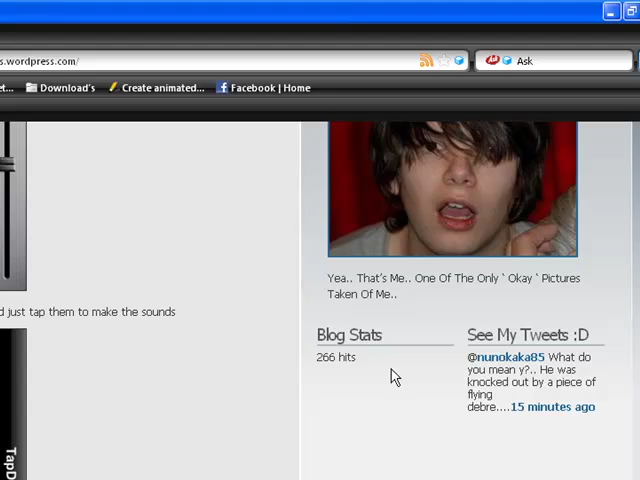 s.wordpress.com/
Ask
et... Download's Create animated... Facebook | Home
Yea.. That's Me.. One Of The Only ` Okay ` Pictures
Taken Of Me..
d just tap them to make the sounds
Blog Stats
266 hits
See My Tweets :D
@nunokaka85 What do
you mean y?.. He was
knocked out by a piece of
flying
debre....15 minutes ago
TapD